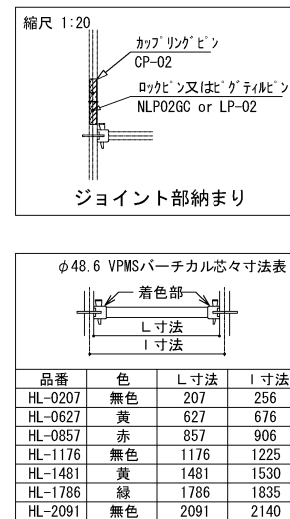 縮尺 1:20
カップリングピン
CP-02
ロックピン又はピグティルピン
NLP02GC or LP-02
ジョイント部納まり
φ48.6 VPMSバーチカル芯々寸法表
着色部
L寸法
l寸法
品番 色 L寸法 l寸法
HL-0207 無色 207 256
HL-0627 黄 627 676
HL-0857 赤 857 906
HL-1176 無色 1176 1225
HL-1481 黄 1481 1530
HL-1786 緑 1786 1835
HL-2091 無色 2091 2140